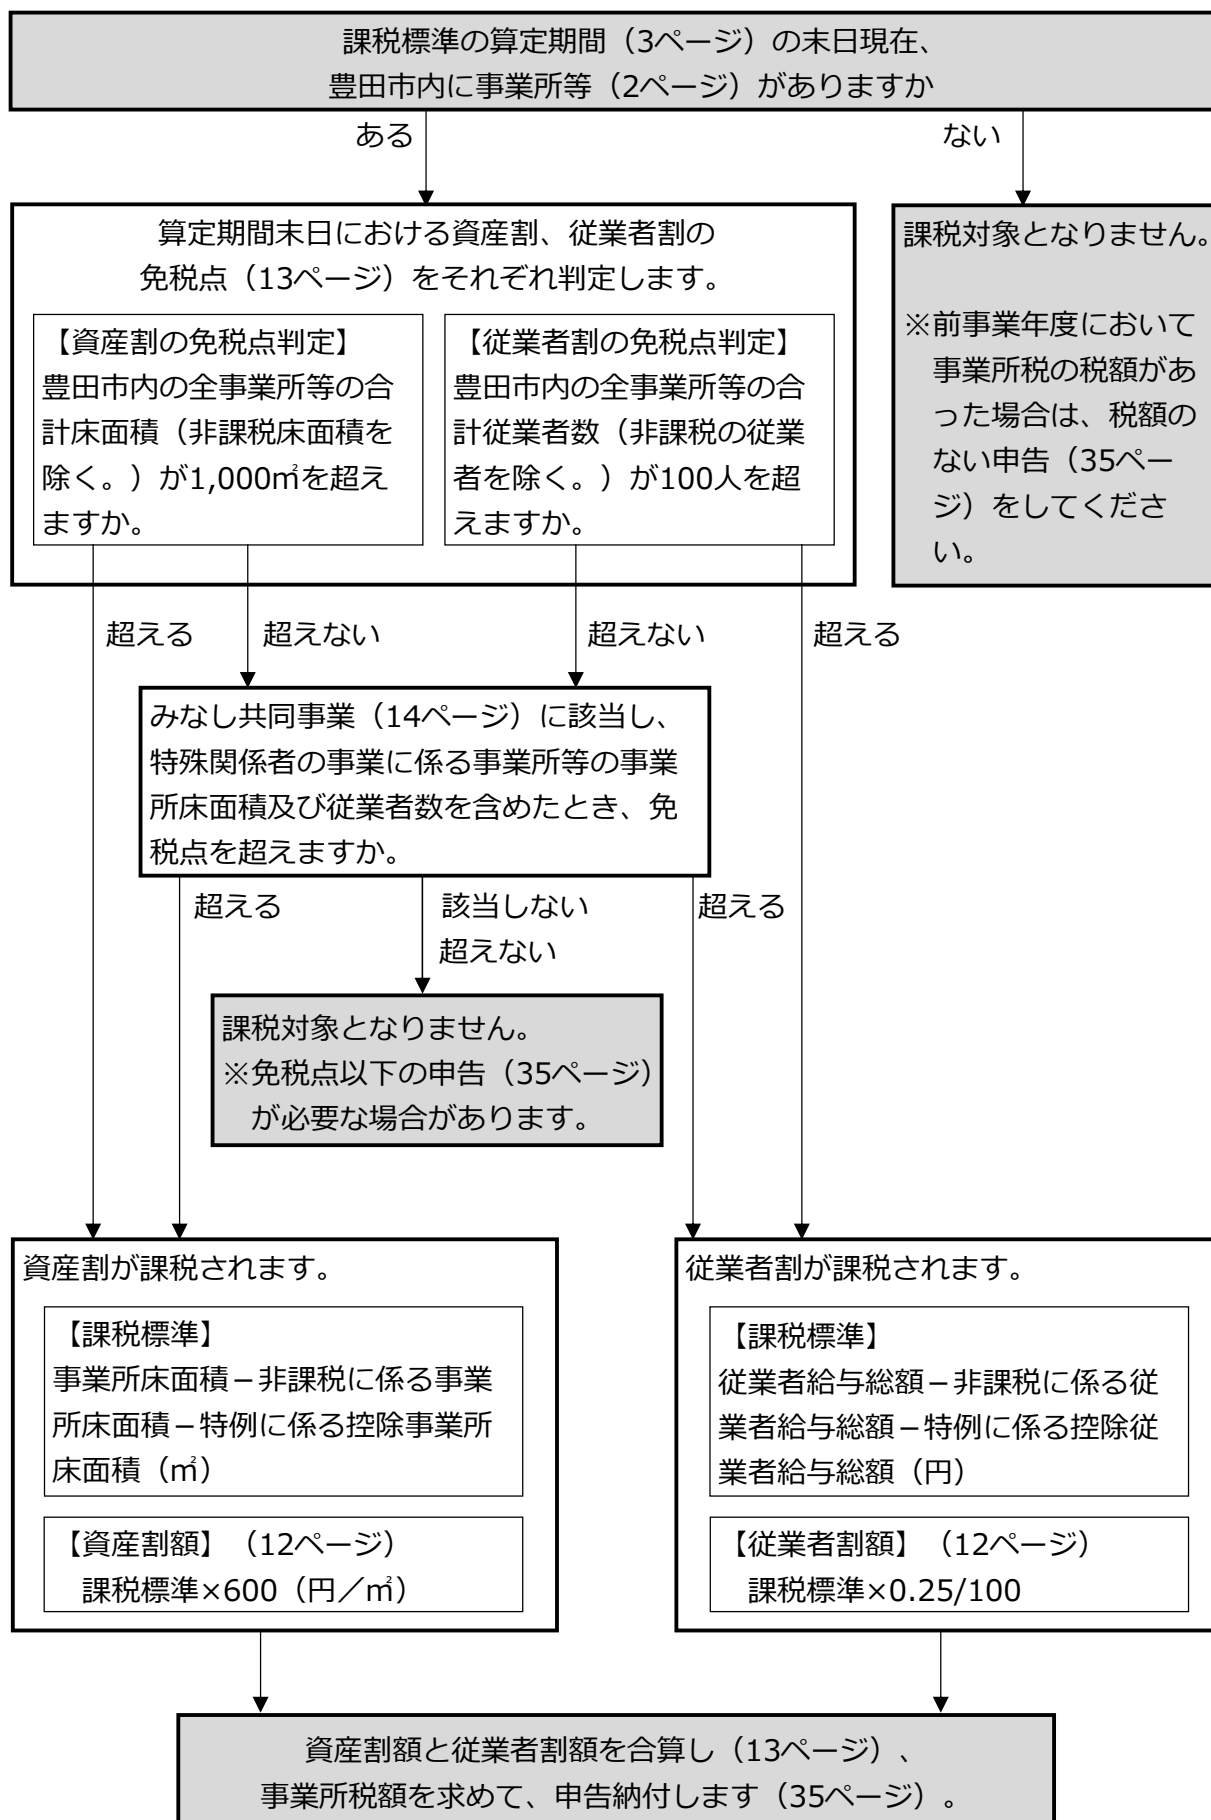 課税標準の算定期間（3ページ）の末日現在、
豊田市内に事業所等（2ページ）がありますか
ある
ない
算定期間末日における資産割、従業者割の
免税点（13ページ）をそれぞれ判定します。
【資産割の免税点判定】
豊田市内の全事業所等の合
計床面積（非課税床面積を
除く。）が1,000㎡を超え
ますか。
【従業者割の免税点判定】
豊田市内の全事業所等の合
計従業者数（非課税の従業
者を除く。）が100人を超
えますか。
課税対象となりません。
※前事業年度において
事業所税の税額があ
った場合は、税額の
ない申告（35ペー
ジ）をしてくださ
い。
超える
超えない
超えない
超える
みなし共同事業（14ページ）に該当し、
特殊関係者の事業に係る事業所等の事業
所床面積及び従業者数を含めたとき、免
税点を超えますか。
超える
該当しない
超えない
超える
課税対象となりません。
※免税点以下の申告（35ページ）
が必要な場合があります。
資産割が課税されます。
【課税標準】
事業所床面積－非課税に係る事業
所床面積－特例に係る控除事業所
床面積（㎡）
【資産割額】（12ページ）
課税標準×600（円／㎡）
従業者割が課税されます。
【課税標準】
従業者給与総額－非課税に係る従
業者給与総額－特例に係る控除従
業者給与総額（円）
【従業者割額】（12ページ）
課税標準×0.25/100
資産割額と従業者割額を合算し（13ページ）、
事業所税額を求めて、申告納付します（35ページ）。